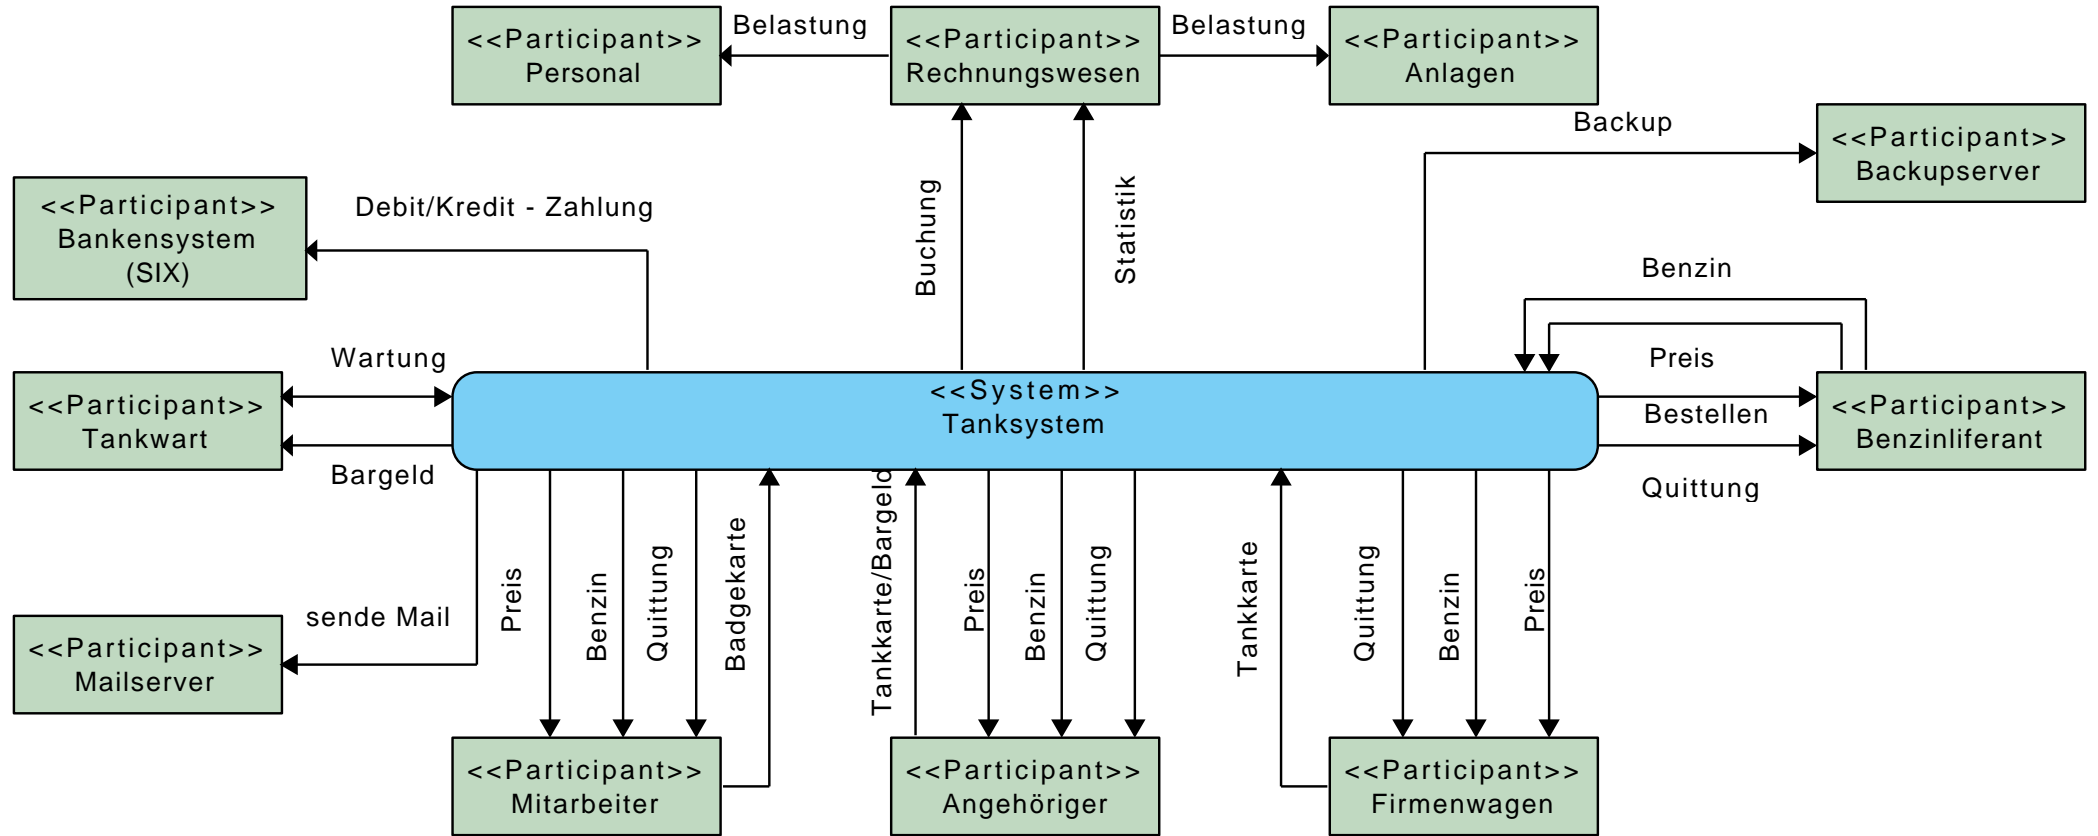 <<Participant>>
Personal
Belastung
<<Participant>>
Rechnungswesen
Belastung
<<Participant>>
Anlagen
Backup
<<Participant>>
Backupserver
<<Participant>>
Bankensystem
(SIX)
Debit/Kredit - Zahlung
Buchung
Statistik
Benzin
Wartung
Preis
<<Participant>>
Tankwart
<<System>>
Tanksystem
Bestellen
<<Participant>>
Benzinliferant
Bargeld
Quittung
sende Mail
<<Participant>>
Mailserver
Preis
Benzin
Quittung
Badgekarte
Tankkarte/Bargeld
Preis
Benzin
Quittung
Tankkarte
Quittung
Benzin
Preis
<<Participant>>
Mitarbeiter
<<Participant>>
Angehöriger
<<Participant>>
Firmenwagen